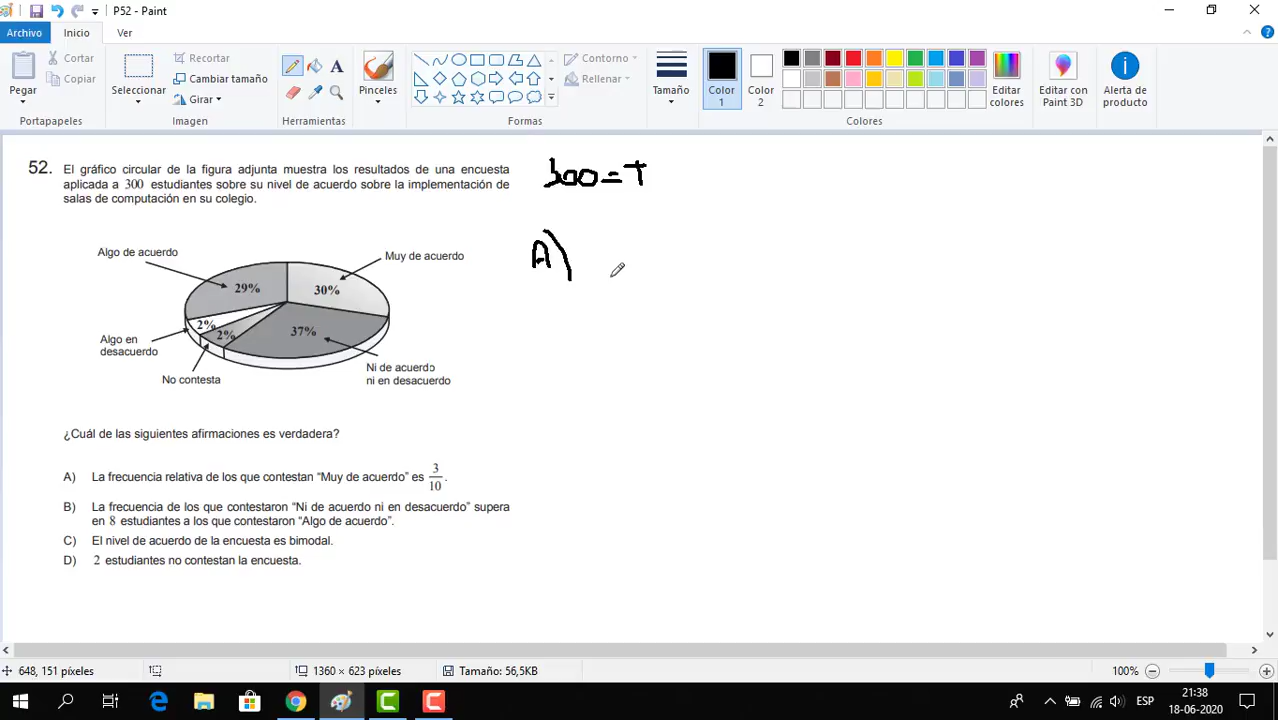 P52 - Paint
Archivo
Inicio
Ver
Pegar
Cortar
Copiar
Portapapeles
Seleccionar
Recortar
Cambiar tamaño
Girar
Imagen
A
Herramientas
Pinceles
Contorno
Rellenar
Formas
Tamaño
Color
1
Color
2
Editar
colores
Colores
Editar con
Paint 3D
Alerta de
producto
52. El gráfico circular de la figura adjunta muestra los resultados de una encuesta
aplicada a 300 estudiantes sobre su nivel de acuerdo sobre la implementación de
salas de computación en su colegio.
300 = T
A)
Algo de acuerdo
Muy de acuerdo
29%
30%
2%
2%
37%
Algo en
desacuerdo
No contesta
Ni de acuerdo
ni en desacuerdo
¿Cuál de las siguientes afirmaciones es verdadera?
A) La frecuencia relativa de los que contestan “Muy de acuerdo” es 3/10.
B) La frecuencia de los que contestaron “Ni de acuerdo ni en desacuerdo” supera
en 8 estudiantes a los que contestaron “Algo de acuerdo”.
C) El nivel de acuerdo de la encuesta es bimodal.
D) 2 estudiantes no contestan la encuesta.
648, 151 píxeles
1360 × 623 píxeles
Tamaño: 56,5KB
100%
ESP
21:38
18-06-2020